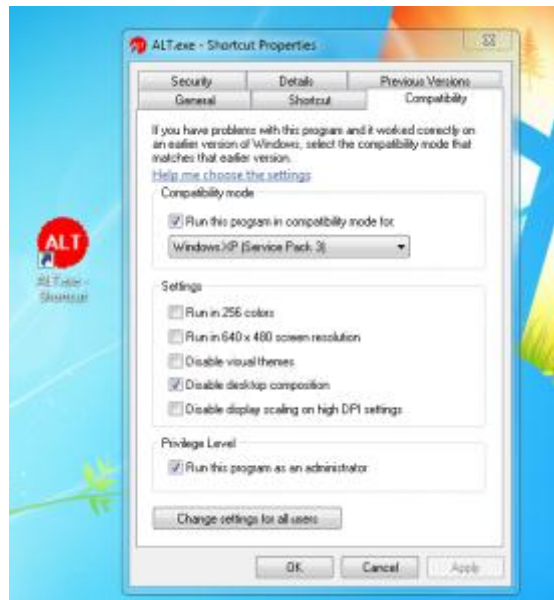 ALT.exe - Shortcut Properties
Security Details Previous Versions
General Shortcut Compatibility
If you have problems with this program and it worked correctly on
an earlier version of Windows, select the compatibility mode that
matches that earlier version.
Help me choose the settings
Compatibility mode
Run this program in compatibility mode for:
Windows XP (Service Pack 3)
ALT
ALT.exe -
Shortcut
Settings
Run in 256 colors
Run in 640 x 480 screen resolution
Disable visual themes
Disable desktop composition
Disable display scaling on high DPI settings
Privilege Level
Run this program as an administrator
Change settings for all users
OK Cancel Apply